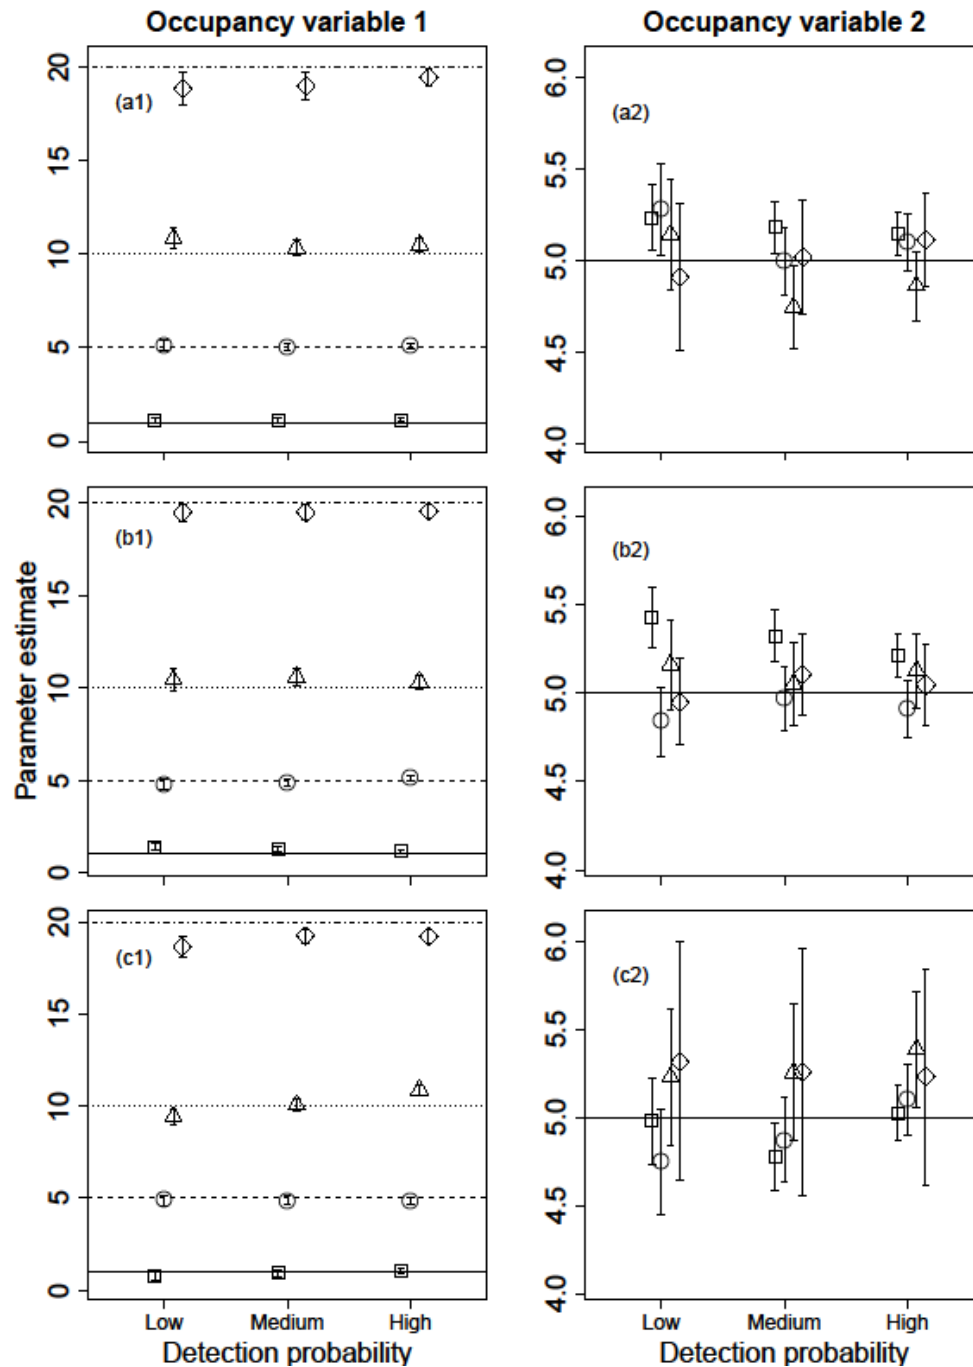 Occupancy variable 1
Occupancy variable 2
(a1)
20
15
10
5
0
(a2)
6.0
5.5
5.0
4.5
4.0
Parameter estimate
(b1)
20
15
10
5
0
(b2)
6.0
5.5
5.0
4.5
4.0
(c1)
20
15
10
5
0
Low
Medium
High
Detection probability
(c2)
6.0
5.5
5.0
4.5
4.0
Low
Medium
High
Detection probability